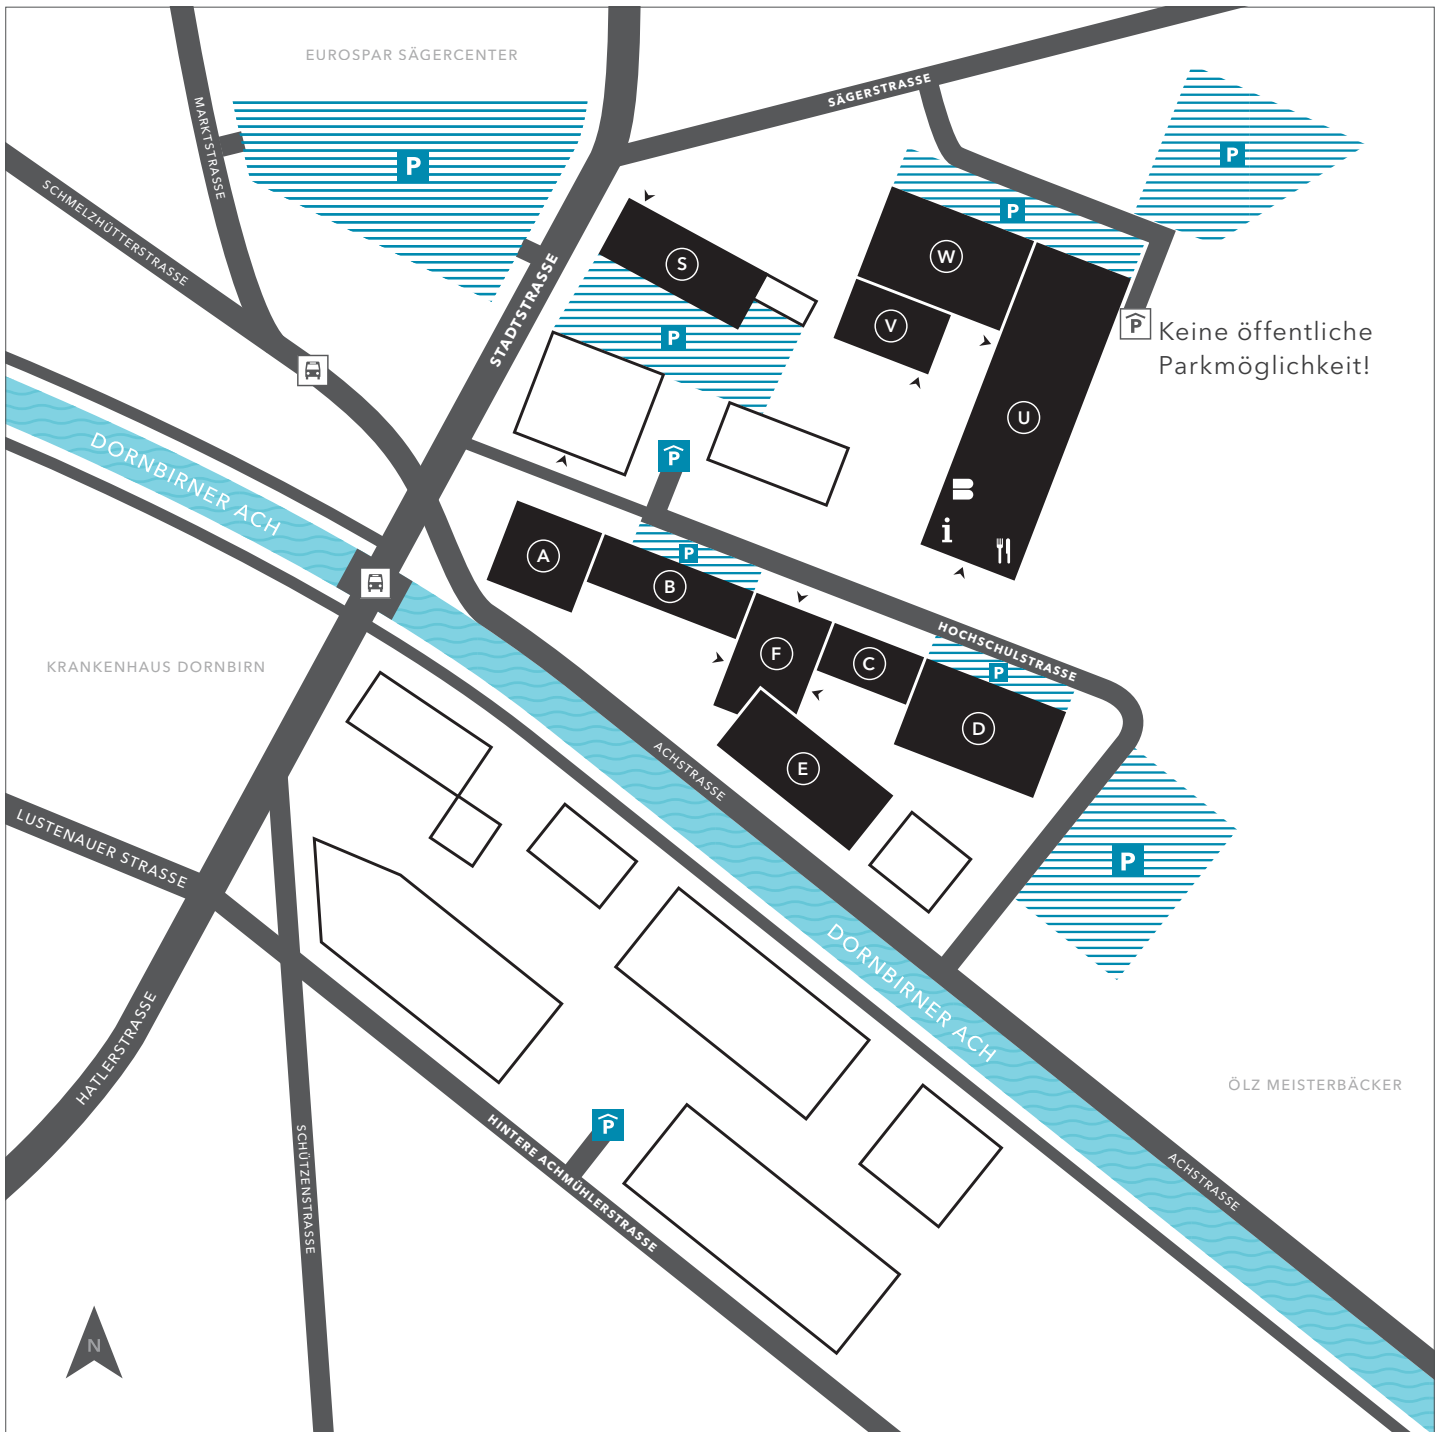 EUROSPAR SÄGERCENTER
SÄGERSTRASSE
MARKTSTRASSE
P
P
SCHMELZHÜTTERSTRASSE
P
W
S
STADTSTRASSE
V
P
P
Keine öffentliche
Parkmöglichkeit!
U
DORNBIRNER ACH
P
i
A
B
P
HOCHSCHULSTRASSE
F
C
P
KRANKENHAUS DORNBIRN
D
E
ACHSTRASSE
LUSTENAUER STRASSE
P
DORNBIRNER ACH
HATLERSTRASSE
ÖLZ MEISTERBÄCKER
P
HINTERE ACHMÜHLERSTRASSE
SCHÜTZENSTRASSE
ACHSTRASSE
N